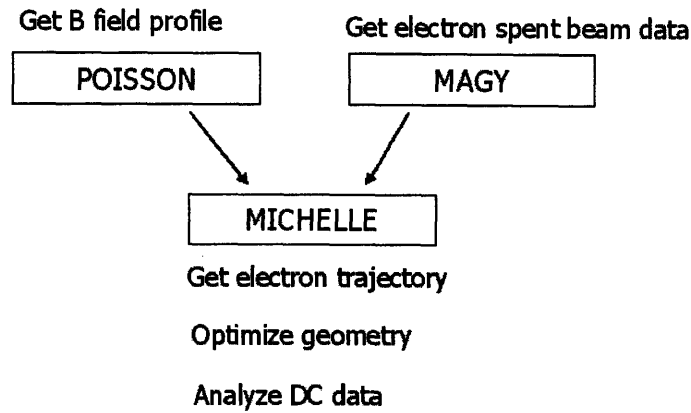 Get B field profile
Get electron spent beam data
POISSON
MAGY
MICHELLE
Get electron trajectory
Optimize geometry
Analyze DC data